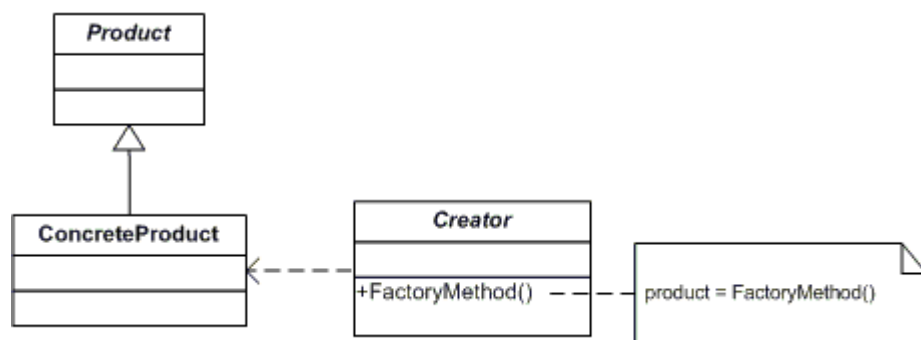 Product
ConcreteProduct
Creator
+FactoryMethod()
product = FactoryMethod()